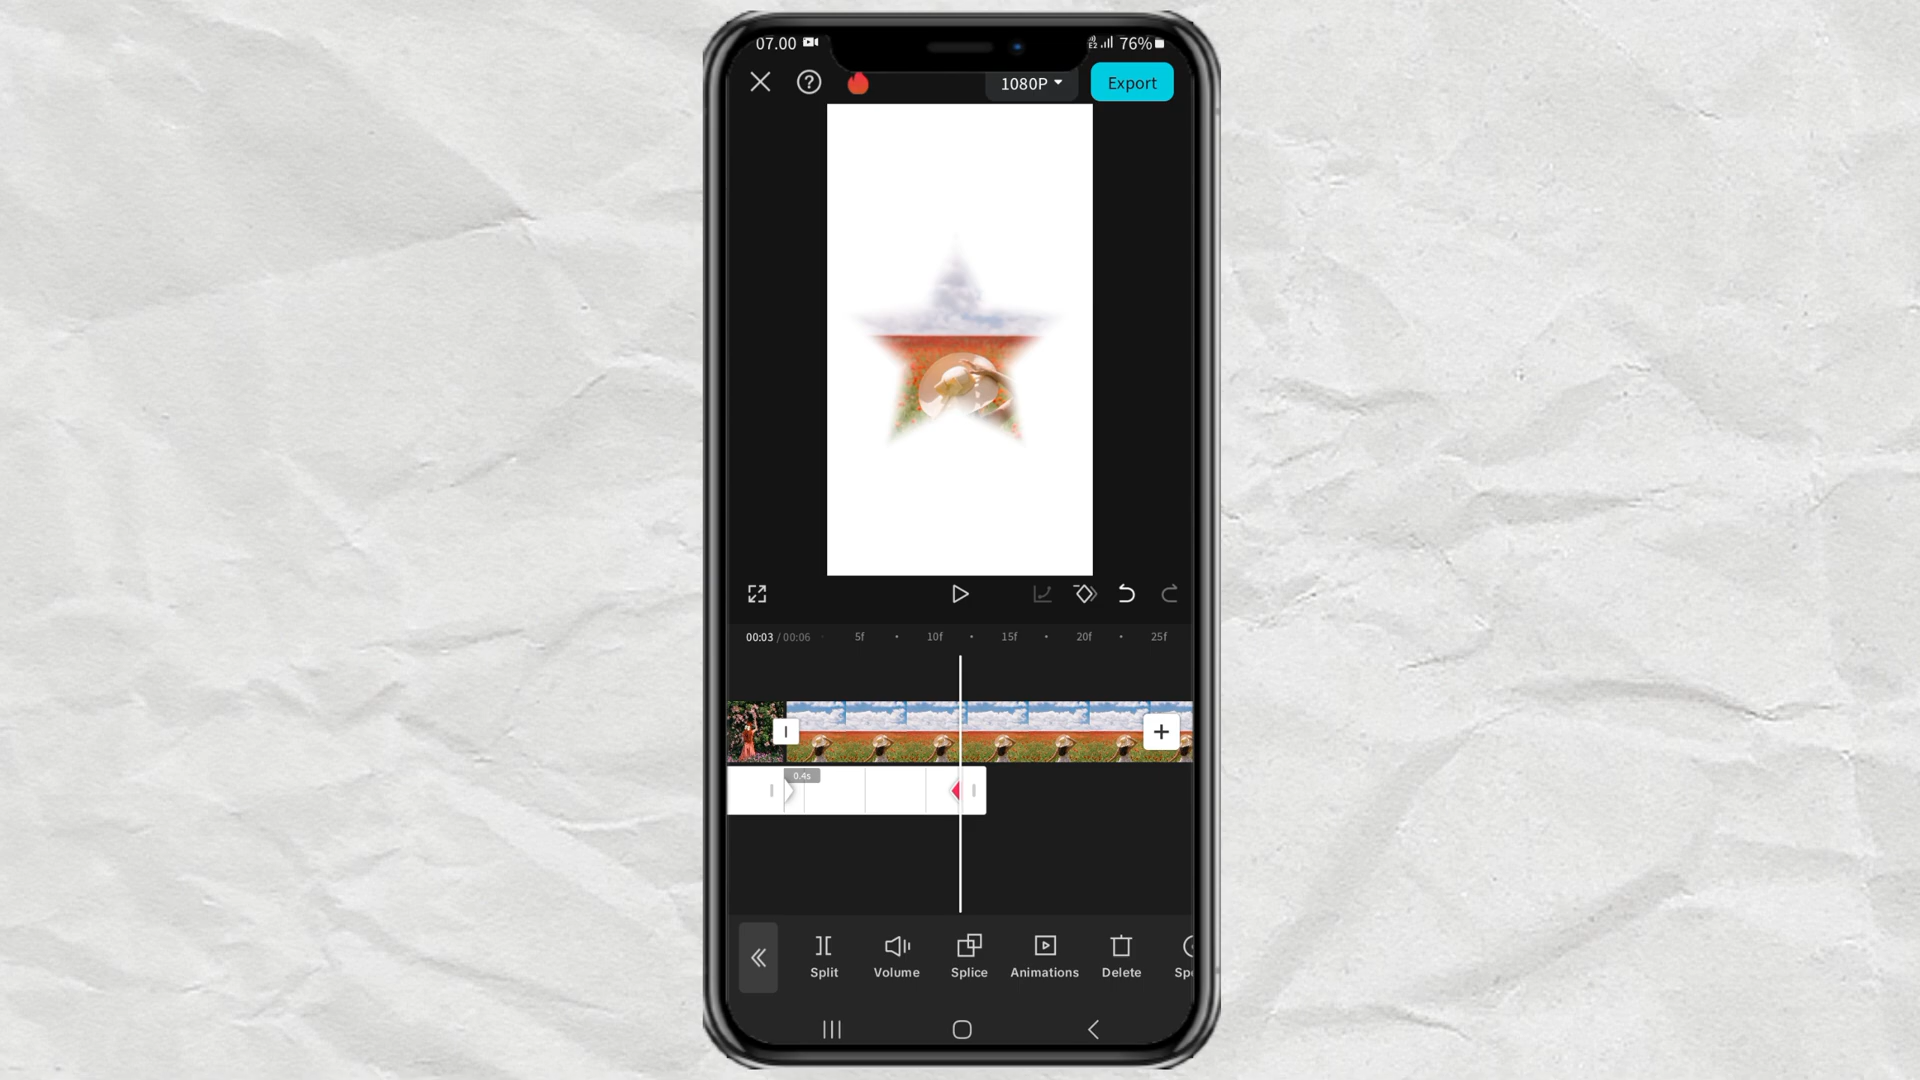 07.00 76%
1080P Export
00:03 / 00:06 5f 10f 15f 20f 25f
0.4s
Split Volume Splice Animations Delete